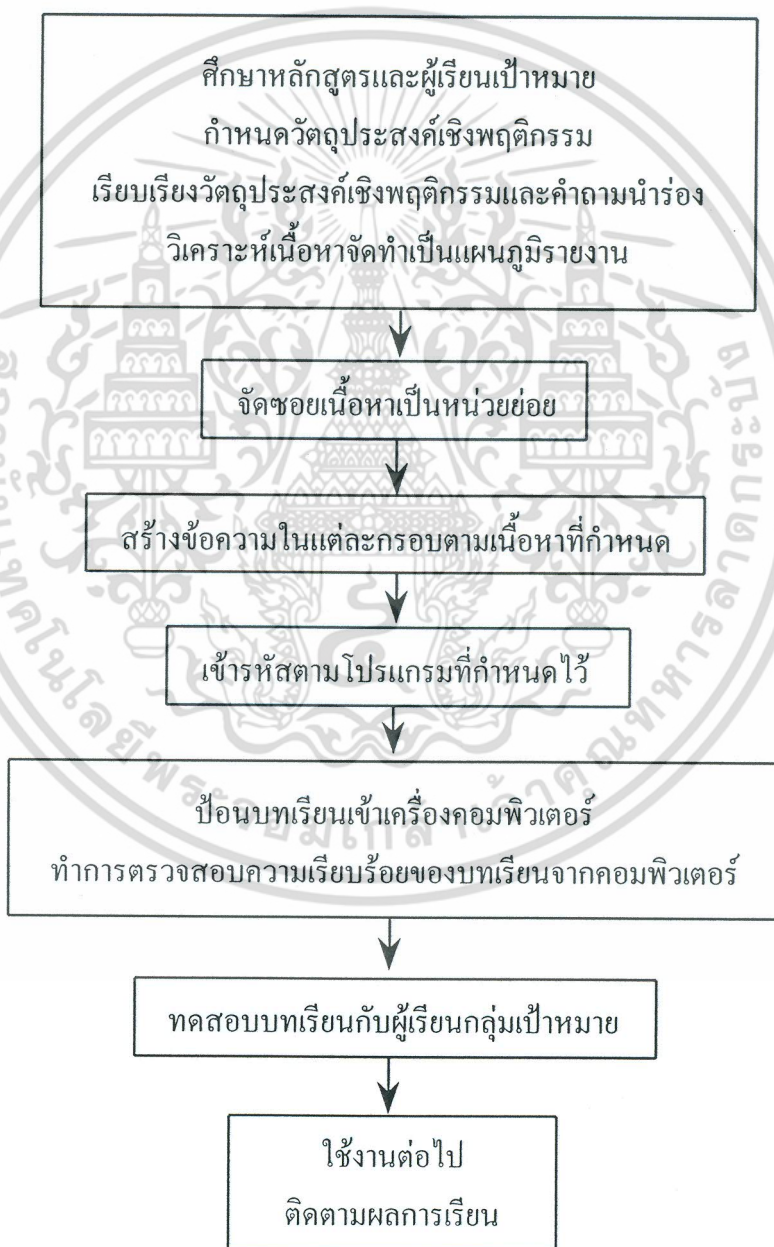 ศึกษาหลักสูตรและผู้เรียนเป้าหมาย
กำหนดวัตถุประสงค์เชิงพฤติกรรม
เรียบเรียงวัตถุประสงค์เชิงพฤติกรรมและคำถามนำร่อง
วิเคราะห์เนื้อหาจัดทำเป็นแผนภูมิรายงาน
จัดซอยเนื้อหาเป็นหน่วยย่อย
สร้างข้อความในแต่ละกรอบตามเนื้อหาที่กำหนด
เข้ารหัสตามโปรแกรมที่กำหนดไว้
ป้อนบทเรียนเข้าเครื่องคอมพิวเตอร์
ทำการตรวจสอบความเรียบร้อยของบทเรียนจากคอมพิวเตอร์
ทดสอบบทเรียนกับผู้เรียนกลุ่มเป้าหมาย
ใช้งานต่อไป
ติดตามผลการเรียน